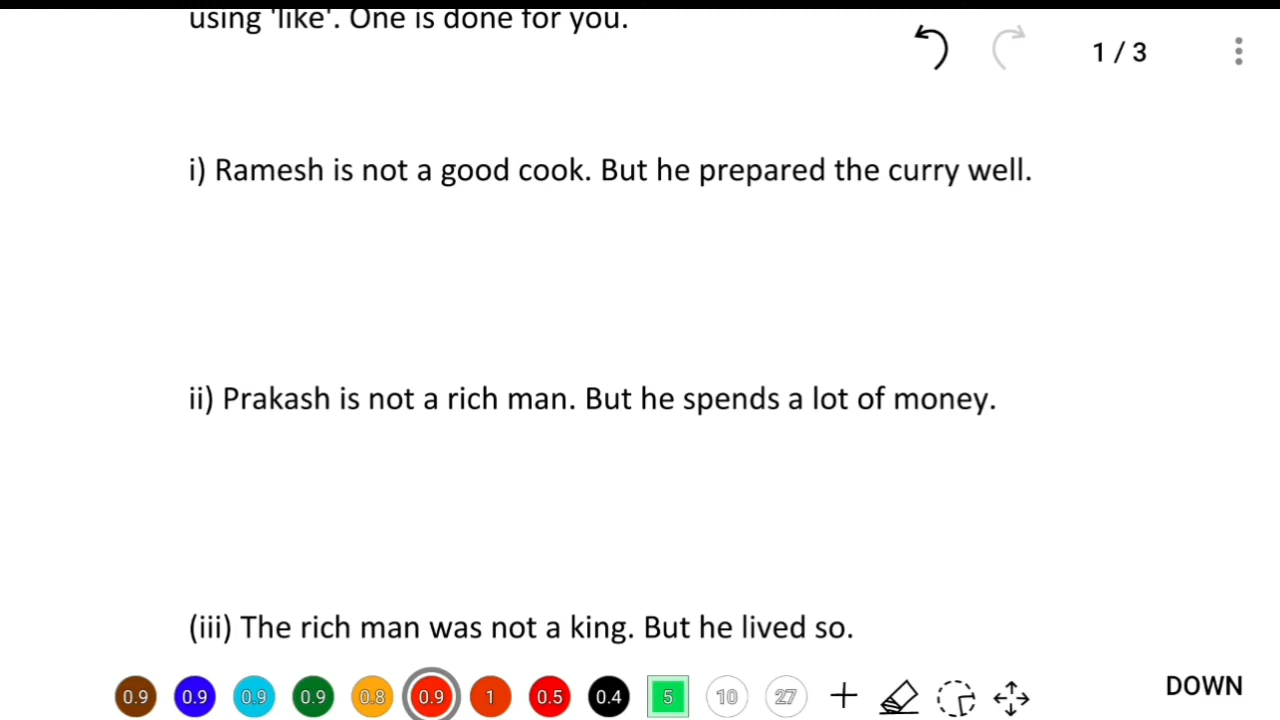 using 'like'. One is done for you.
1 / 3
i) Ramesh is not a good cook. But he prepared the curry well.
ii) Prakash is not a rich man. But he spends a lot of money.
(iii) The rich man was not a king. But he lived so.
0.9 0.9 0.9 0.9 0.8 0.9 1 0.5 0.4 5 10 27 DOWN